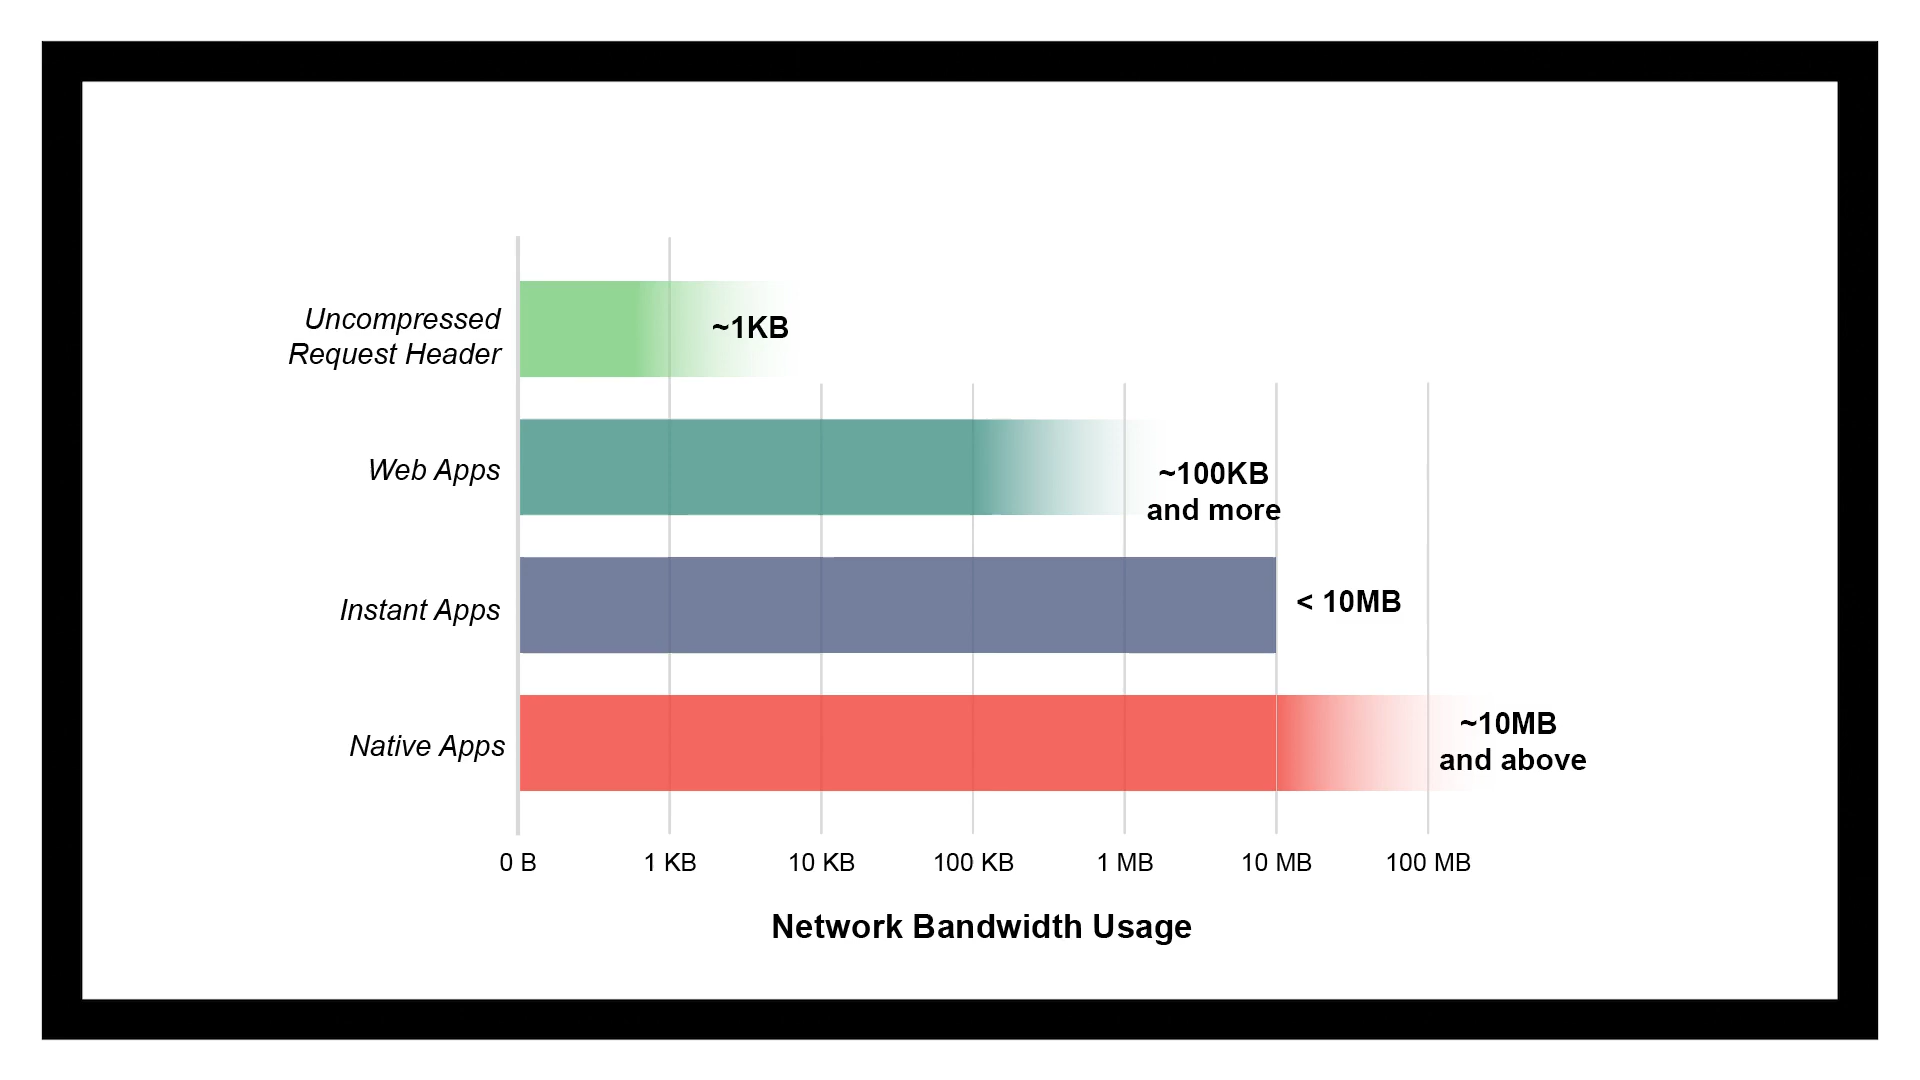 Uncompressed
Request Header
~1KB
Web Apps
~100KB
and more
Instant Apps
< 10MB
Native Apps
~10MB
and above
0 B
1 KB
10 KB
100 KB
1 MB
10 MB
100 MB
Network Bandwidth Usage